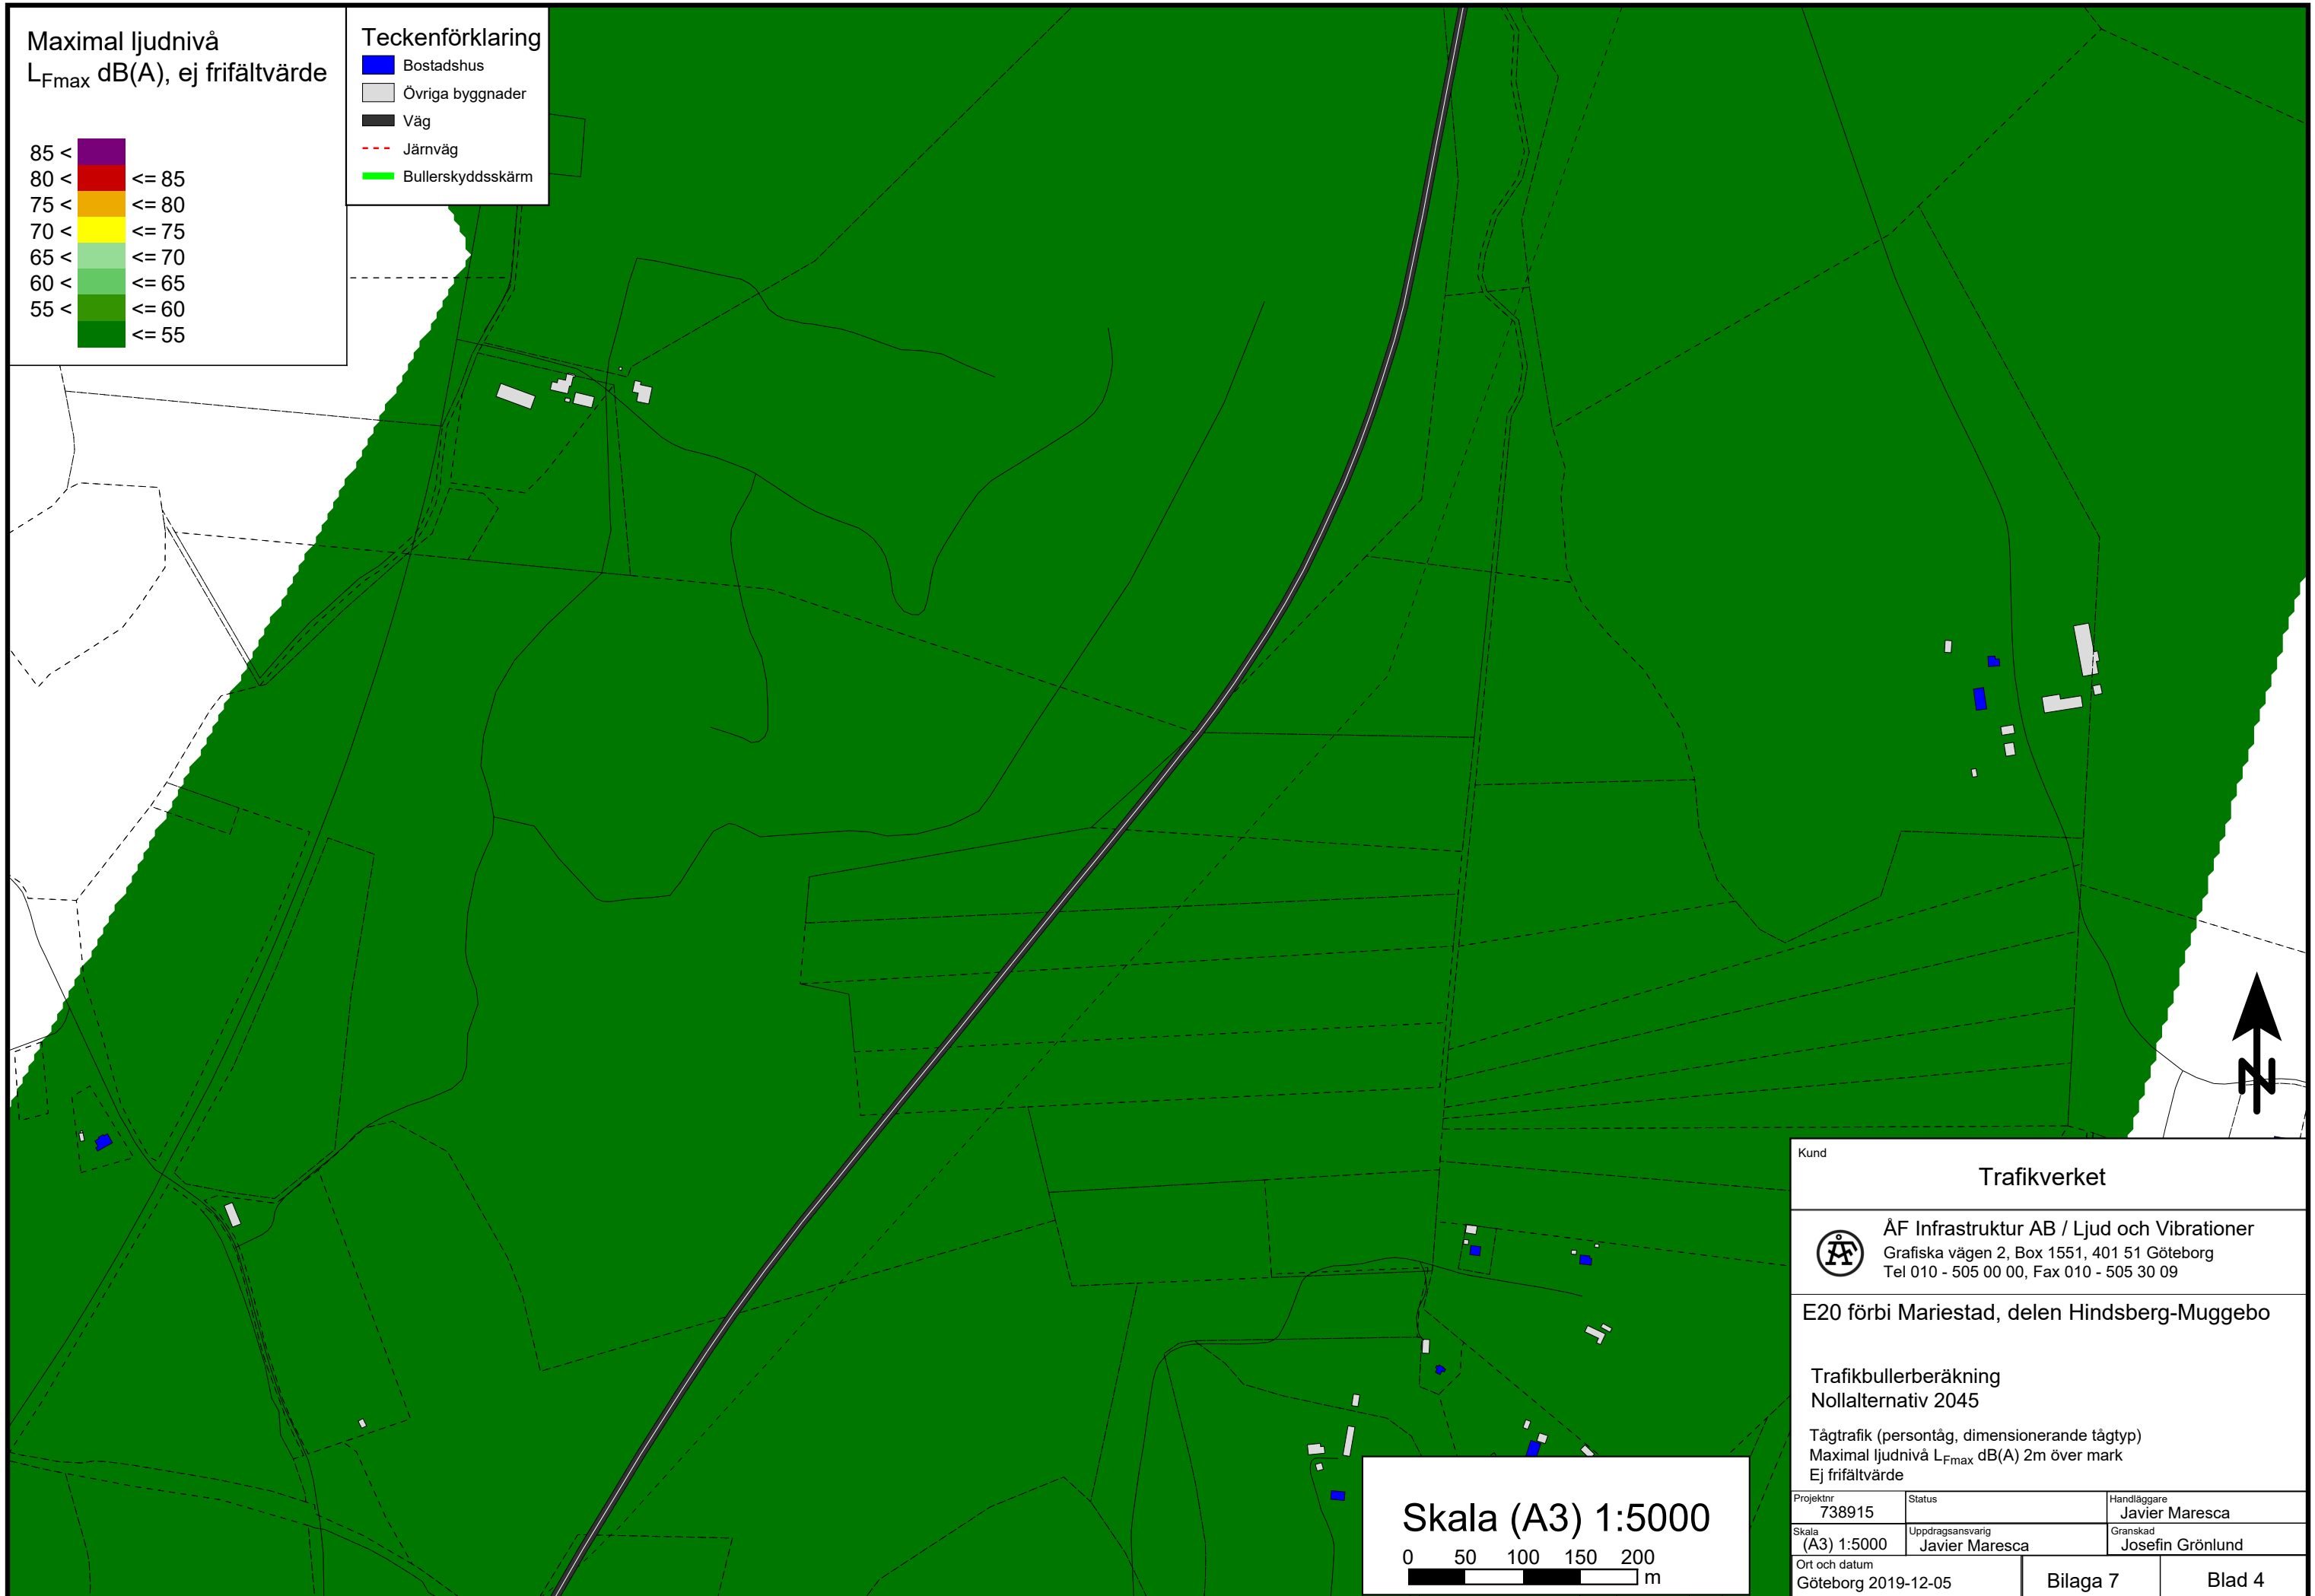 Maximal ljudnivå
LFmax dB(A), ej frifältvärde
85 <
80 < <= 85
75 < <= 80
70 < <= 75
65 < <= 70
60 < <= 65
55 < <= 60
<= 55
Teckenförklaring
Bostadshus
Övriga byggnader
Väg
Järnväg
Bullerskyddsskärm
N
Skala (A3) 1:5000
0 50 100 150 200
m
Kund
Trafikverket
ÅF
ÅF Infrastruktur AB / Ljud och Vibrationer
Grafiska vägen 2, Box 1551, 401 51 Göteborg
Tel 010 - 505 00 00, Fax 010 - 505 30 09
E20 förbi Mariestad, delen Hindsberg-Muggebo
Trafikbullerberäkning
Nollalternativ 2045
Tågtrafik (persontåg, dimensionerande tågtyp)
Maximal ljudnivå LFmax dB(A) 2m över mark
Ej frifältvärde
Projektnr
738915
Status
Handläggare
Javier Maresca
Skala
(A3) 1:5000
Uppdragsansvarig
Javier Maresca
Granskad
Josefin Grönlund
Ort och datum
Göteborg 2019-12-05
Bilaga 7
Blad 4